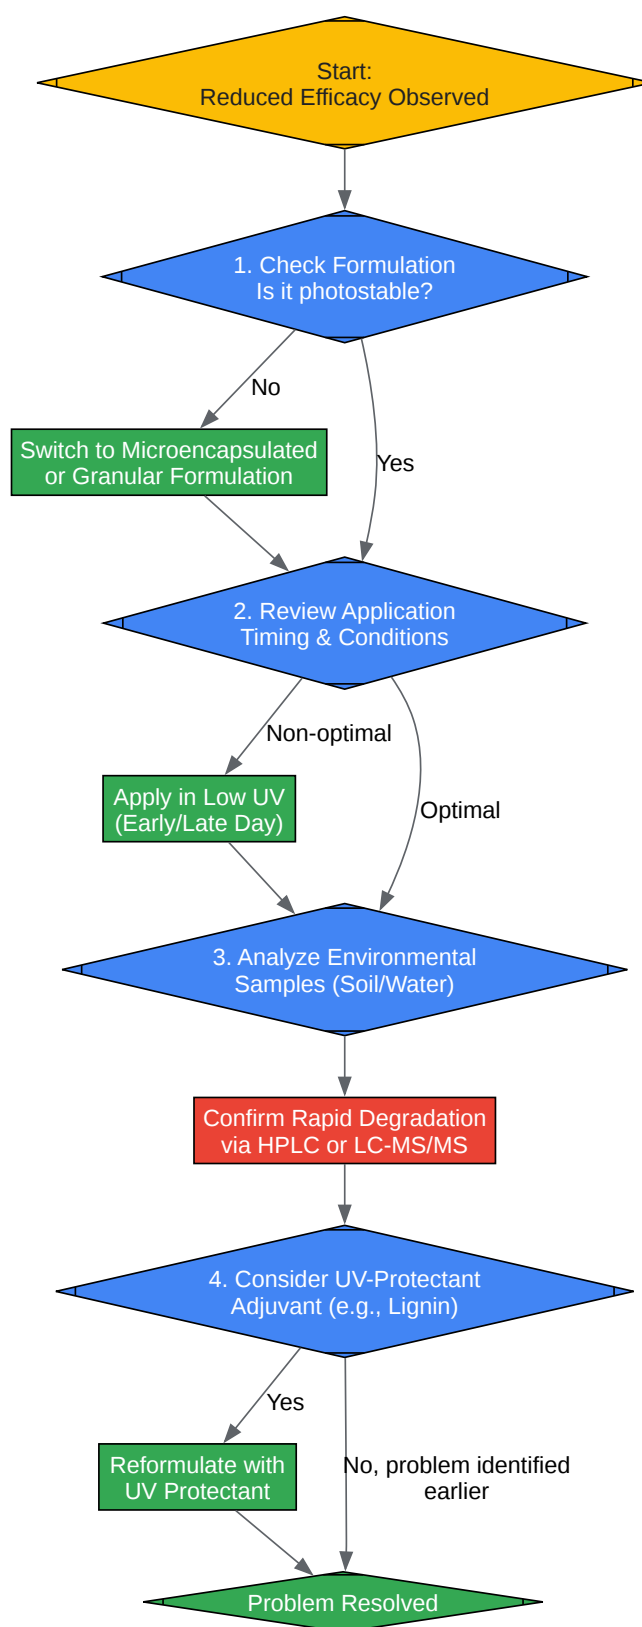 Start:
Reduced Efficacy Observed
1. Check Formulation
Is it photostable?
No
Switch to Microencapsulated
or Granular Formulation
Yes
2. Review Application
Timing & Conditions
Non-optimal
Apply in Low UV
(Early/Late Day)
Optimal
3. Analyze Environmental
Samples (Soil/Water)
Confirm Rapid Degradation
via HPLC or LC-MS/MS
4. Consider UV-Protectant
Adjuvant (e.g., Lignin)
Yes
Reformulate with
UV Protectant
No, problem identified
earlier
Problem Resolved